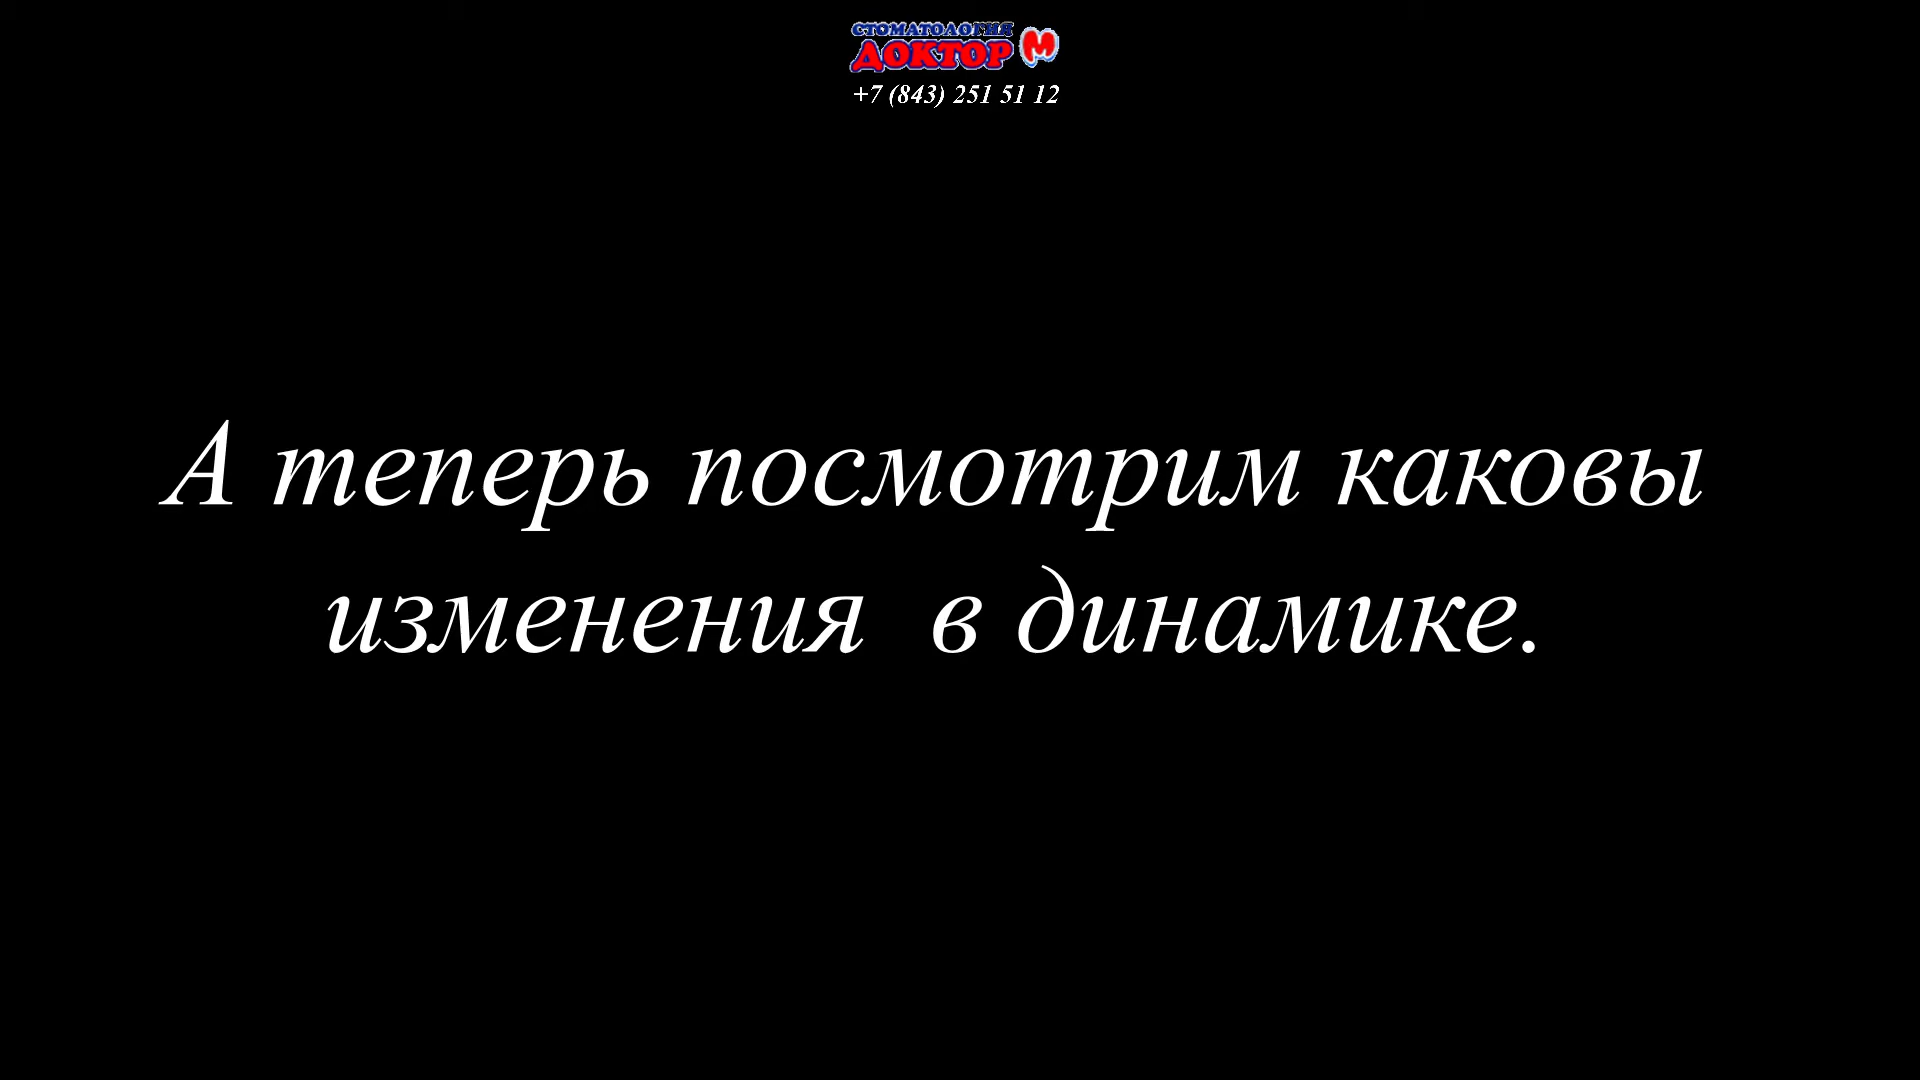 СТОМАТОЛОГИЯ
ДОКТОР М
+7 (843) 251 51 12
А теперь посмотрим каковы
изменения в динамике.